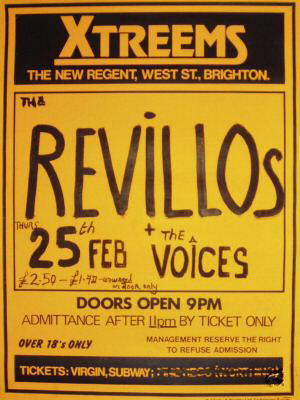 XTREEMS
THE NEW REGENT, WEST ST., BRIGHTON.
THE
REVILLOS
THURS 25th FEB + THE VOICES
£2.50 — £1.40 - unwaged
on door only
DOORS OPEN 9PM
ADMITTANCE AFTER 11pm BY TICKET ONLY
OVER 18's ONLY
MANAGEMENT RESERVE THE RIGHT
TO REFUSE ADMISSION
TICKETS: VIRGIN, SUBWAY;